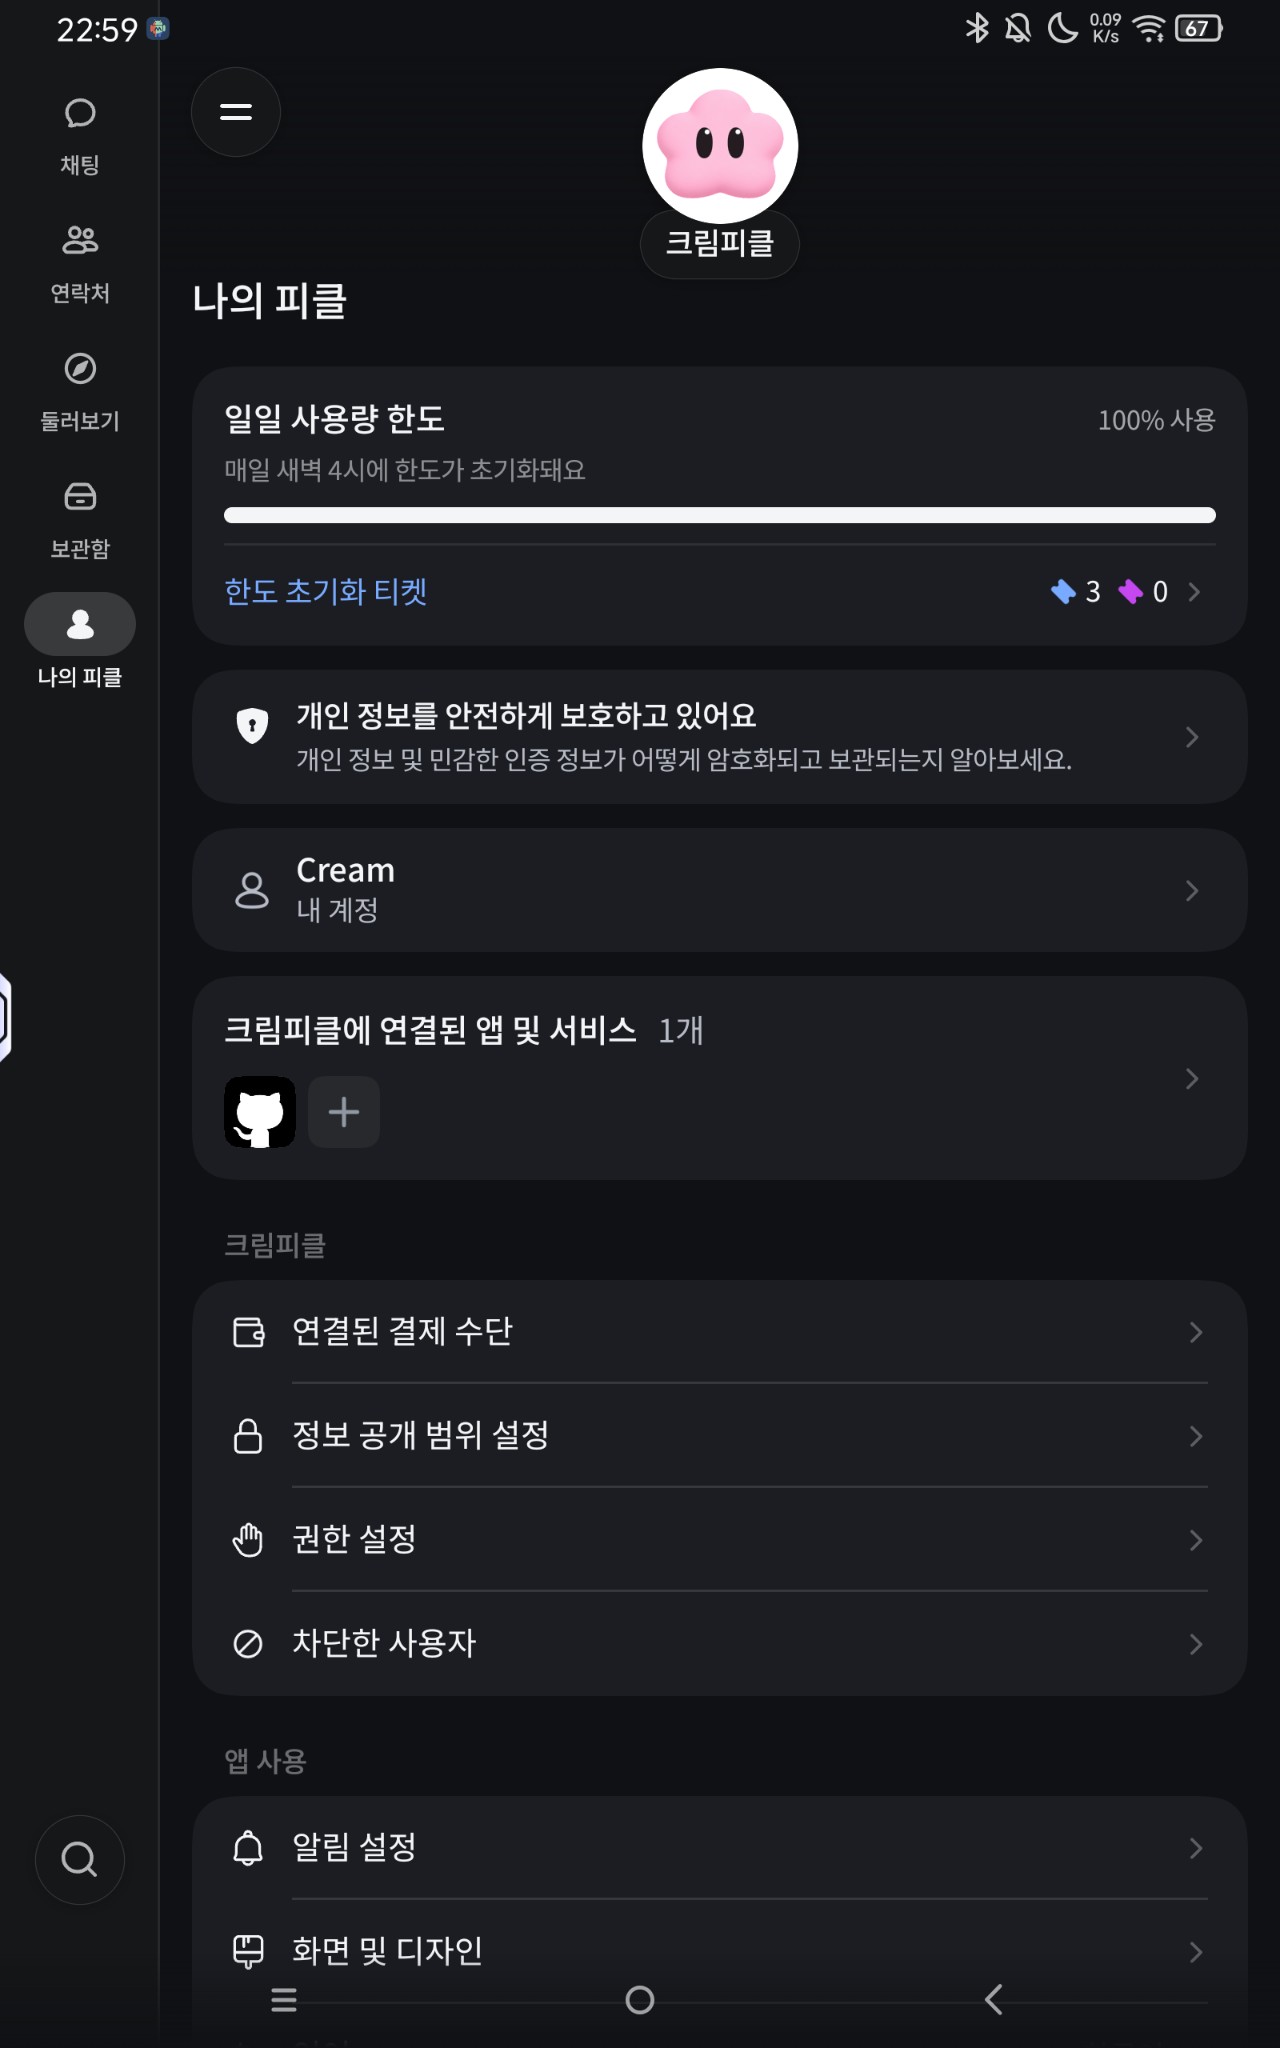 22:59
0.09
K/s
67
채팅
연락처
둘러보기
보관함
나의 피클
크림피클
나의 피클
일일 사용량 한도
100% 사용
매일 새벽 4시에 한도가 초기화돼요
한도 초기화 티켓
3
0
개인 정보를 안전하게 보호하고 있어요
개인 정보 및 민감한 인증 정보가 어떻게 암호화되고 보관되는지 알아보세요.
Cream
내 계정
크림피클에 연결된 앱 및 서비스 1개
크림피클
연결된 결제 수단
정보 공개 범위 설정
권한 설정
차단한 사용자
앱 사용
알림 설정
화면 및 디자인